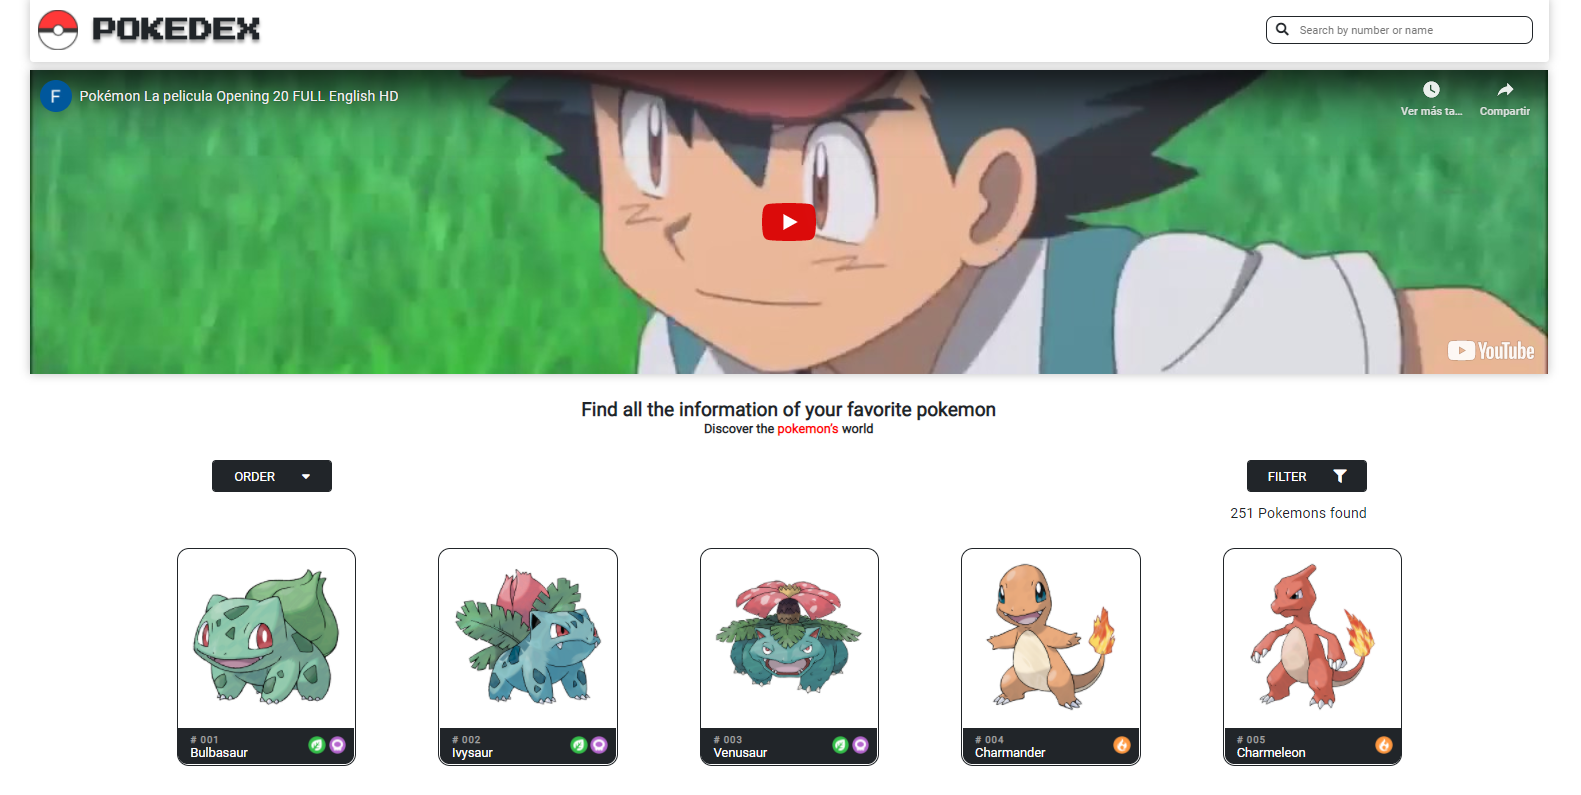 POKEDEX
Search by number or name
F
Pokémon La pelicula Opening 20 FULL English HD
Ver más ta...
Compartir
YouTube
Find all the information of your favorite pokemon
Discover the pokemon's world
ORDER
FILTER
251 Pokemons found
# 001
Bulbasaur
# 002
Ivysaur
# 003
Venusaur
# 004
Charmander
# 005
Charmeleon